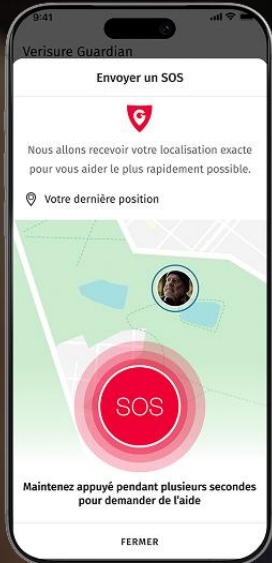 9:41
Verisure Guardian
Envoyer un SOS
Nous allons recevoir votre localisation exacte
pour vous aider le plus rapidement possible.
Votre dernière position
SOS
Maintenez appuyé pendant plusieurs secondes
pour demander de l'aide
FERMER